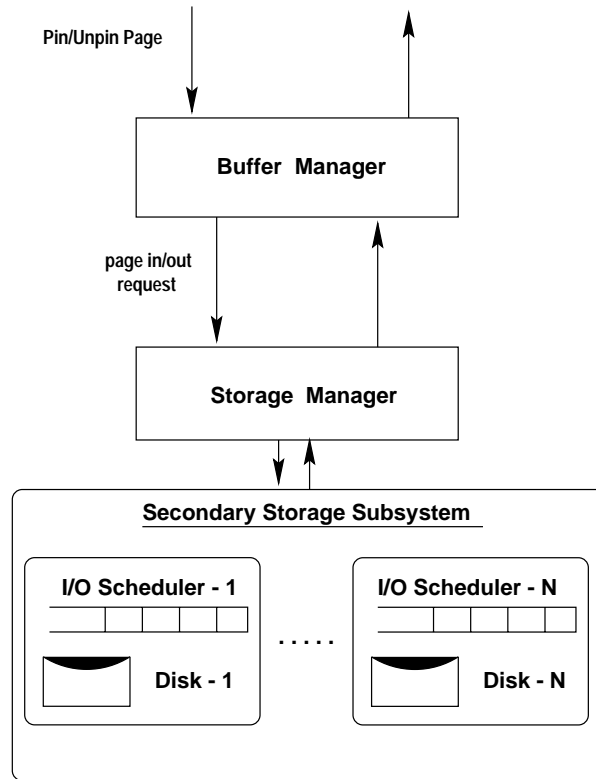 Pin/Unpin Page
Buffer Manager
page in/out
request
Storage Manager
Secondary Storage Subsystem
I/O Scheduler - 1
I/O Scheduler - N
. . . . .
Disk - 1
Disk - N